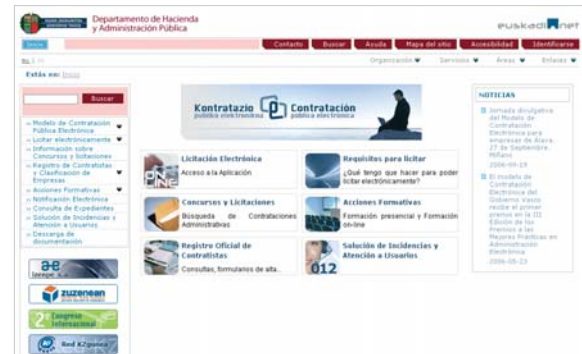 Departamento de Hacienda
y Administración Pública
euskadi.net
Inicio
Contacto
Buscar
Ayuda
Mapa del sitio
Accesibilidad
Identificarse
Organización
Servicios
Áreas
Enlaces
Estás en: Inicio
Buscar
Modelo de Contratación
Pública Electrónica
Licitar electrónicamente
Información sobre
Concursos y licitaciones
Registro de Contratistas
y Clasificación de
Empresas
Acciones Formativas
Notificación Electrónica
Consulta de Expedientes
Solución de Incidencias y
Atención a Usuarios
Descarga de
documentación
izenpe s.a.
zuzenean
2º Congreso
Internacional
Red KZgunea
Kontratazio
publiko elektronikoa
Contratación
pública electrónica
Licitación Electrónica
Acceso a la Aplicación
ON
LINE
Requisitos para licitar
¿Qué tengo que hacer para poder
licitar electrónicamente?
Concursos y Licitaciones
Búsqueda de Contrataciones
Administrativas
Acciones Formativas
Formación presencial y Formación
on-line
Registro Oficial de
Contratistas
Consultas, formularios de alta...
Solución de Incidencias y
Atención a Usuarios
012
NOTICIAS
Jornada divulgativa
del Modelo de
Contratación
Electrónica para
empresas de Álava.
27 de Septiembre.
Miñano
2006-09-19
El modelo de
Contratación
Electrónica del
Gobierno Vasco
recibe el primer
premio en la III
Edición de los
Premios a las
Mejores Prácticas en
Administración
Electrónica
2006-05-23